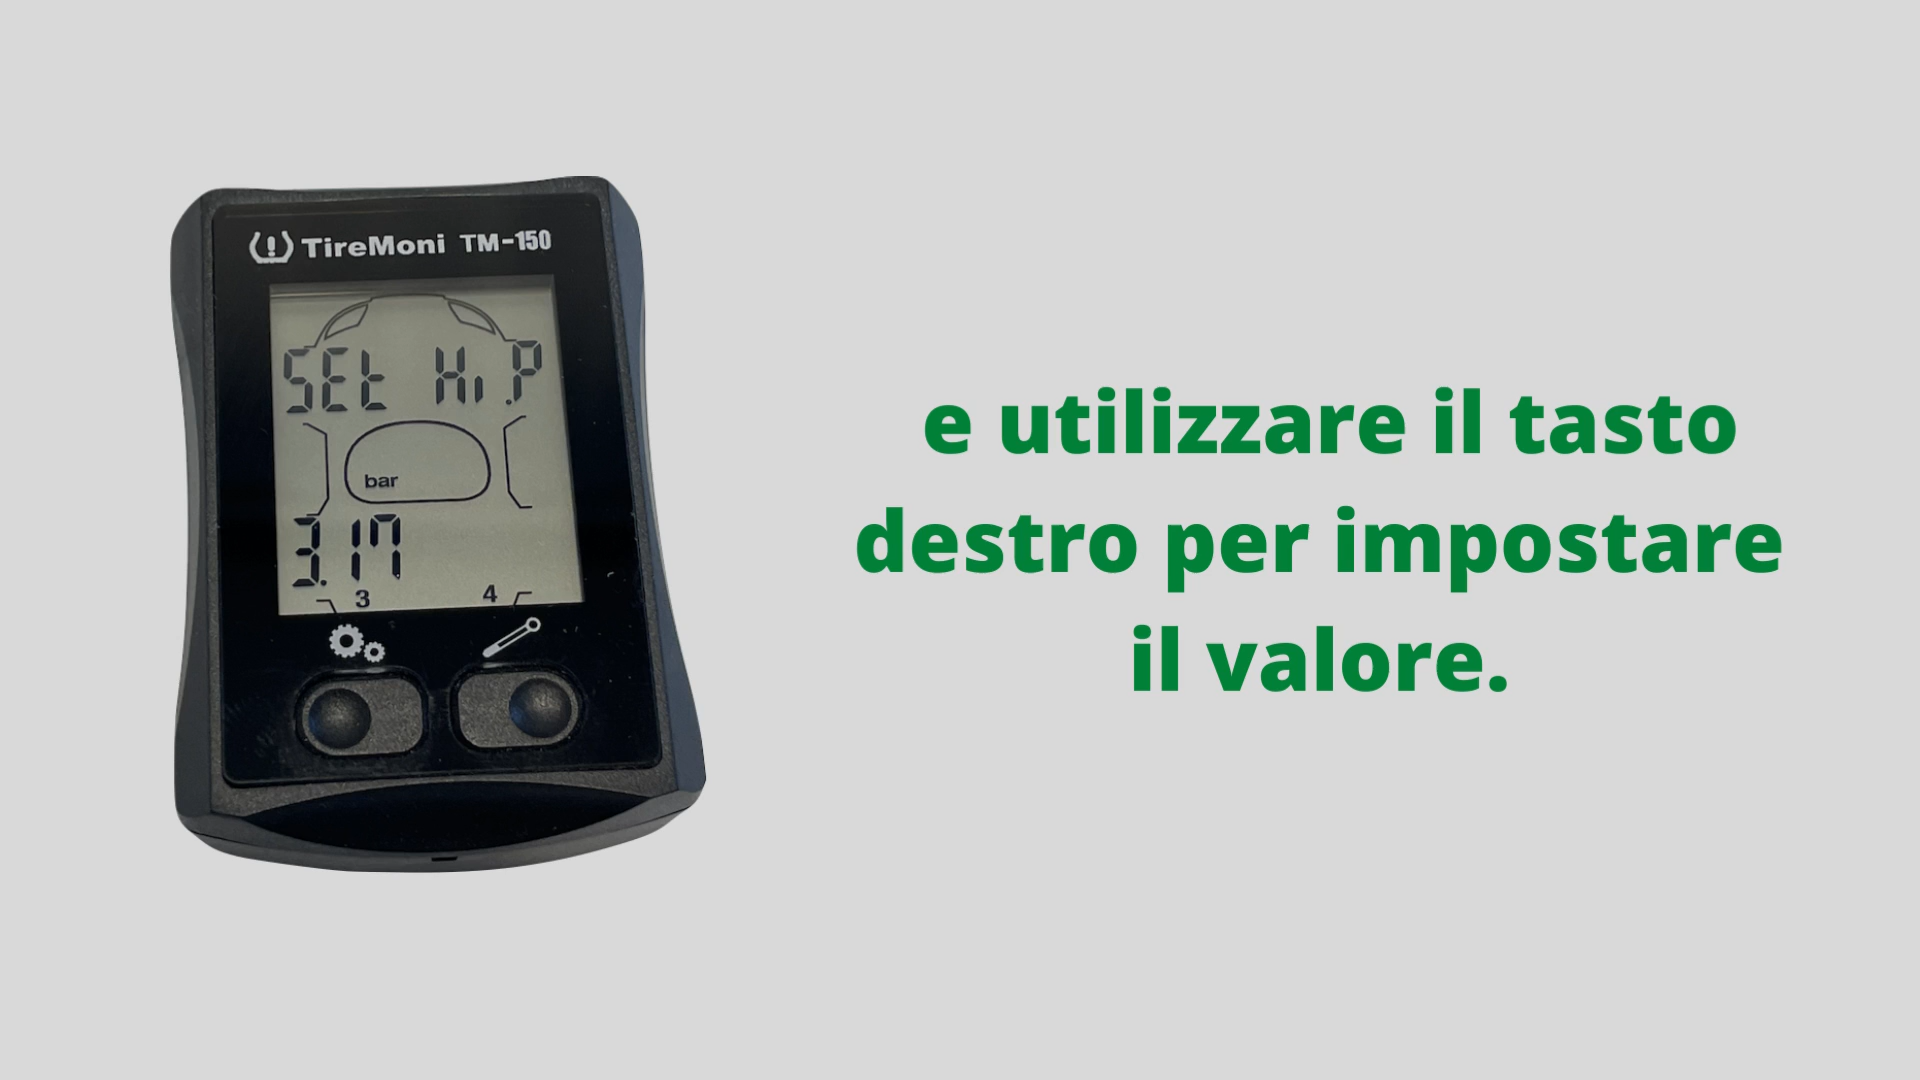 TireMoni TM-150
SEt Hi.P
bar
3.17
3 4
e utilizzare il tasto
destro per impostare
il valore.